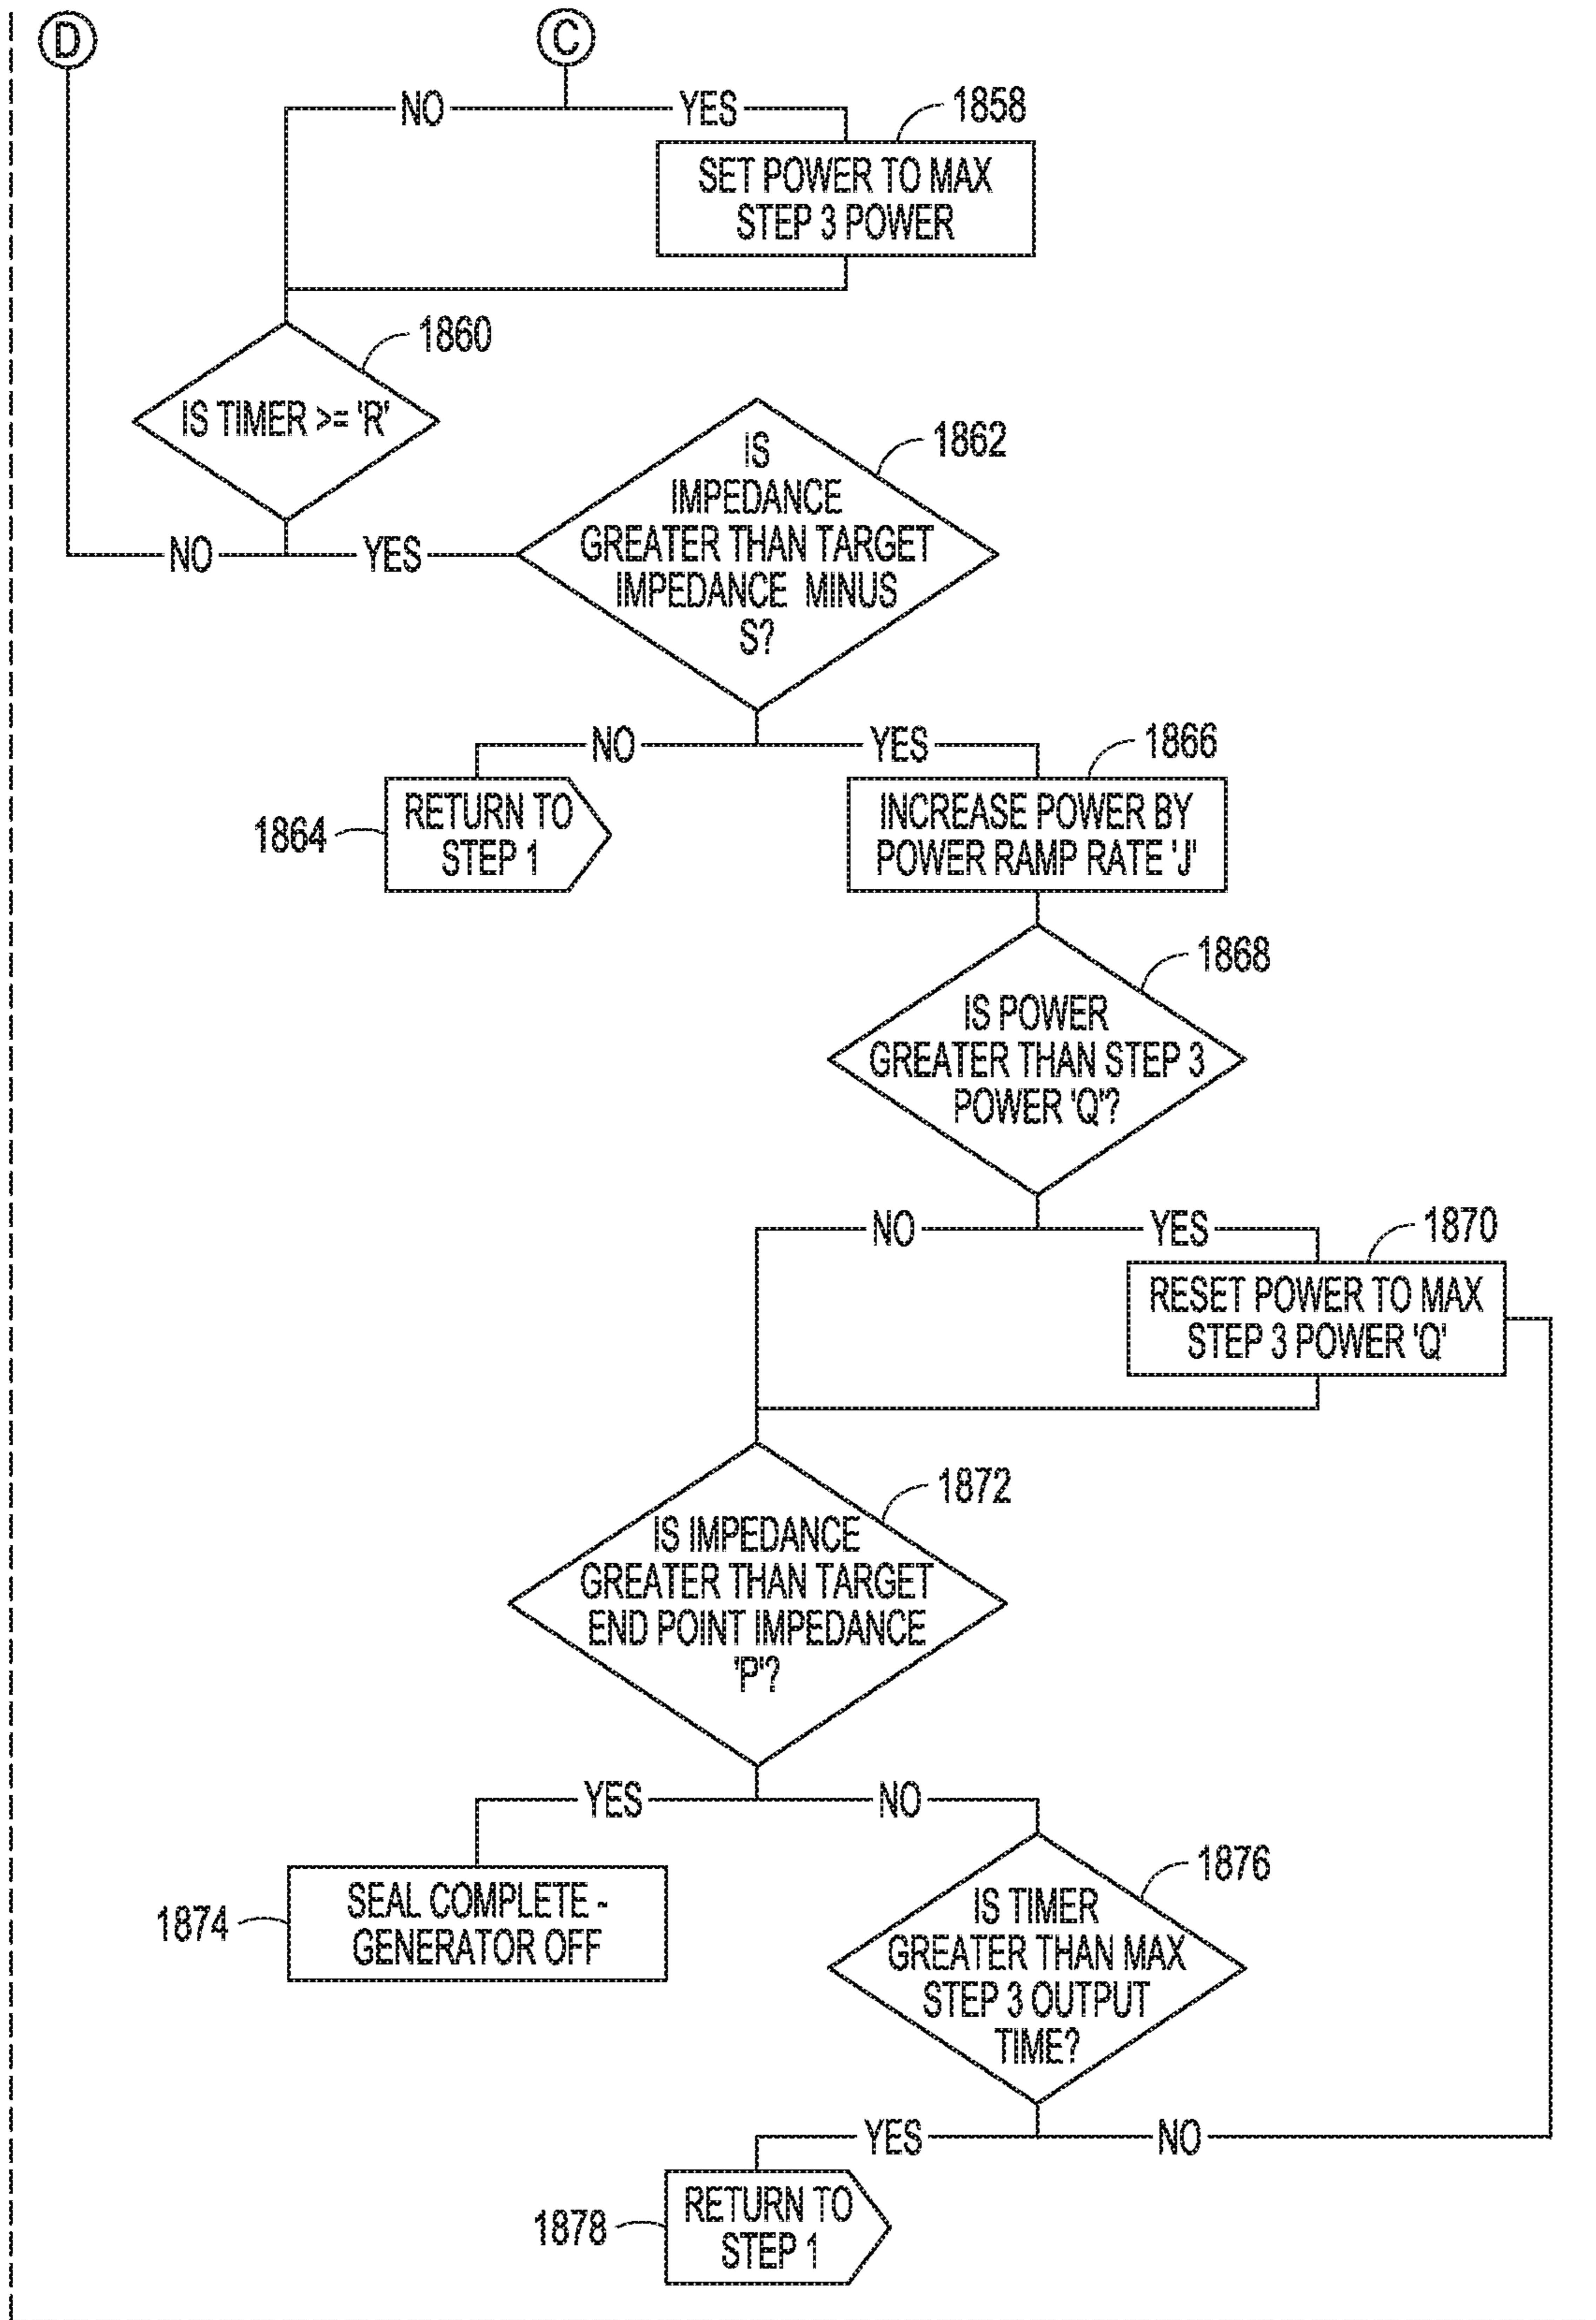 D
C
NO
YES
1858
SET POWER TO MAX
STEP 3 POWER
1860
IS TIMER >= 'R'
NO
YES
1862
IS
IMPEDANCE
GREATER THAN TARGET
IMPEDANCE MINUS
S?
NO
YES
1864
RETURN TO
STEP 1
1866
INCREASE POWER BY
POWER RAMP RATE 'J'
1868
IS POWER
GREATER THAN STEP 3
POWER 'Q'?
NO
YES
1870
RESET POWER TO MAX
STEP 3 POWER 'Q'
1872
IS IMPEDANCE
GREATER THAN TARGET
END POINT IMPEDANCE
'P'?
YES
NO
1874
SEAL COMPLETE -
GENERATOR OFF
1876
IS TIMER
GREATER THAN MAX
STEP 3 OUTPUT
TIME?
YES
NO
1878
RETURN TO
STEP 1